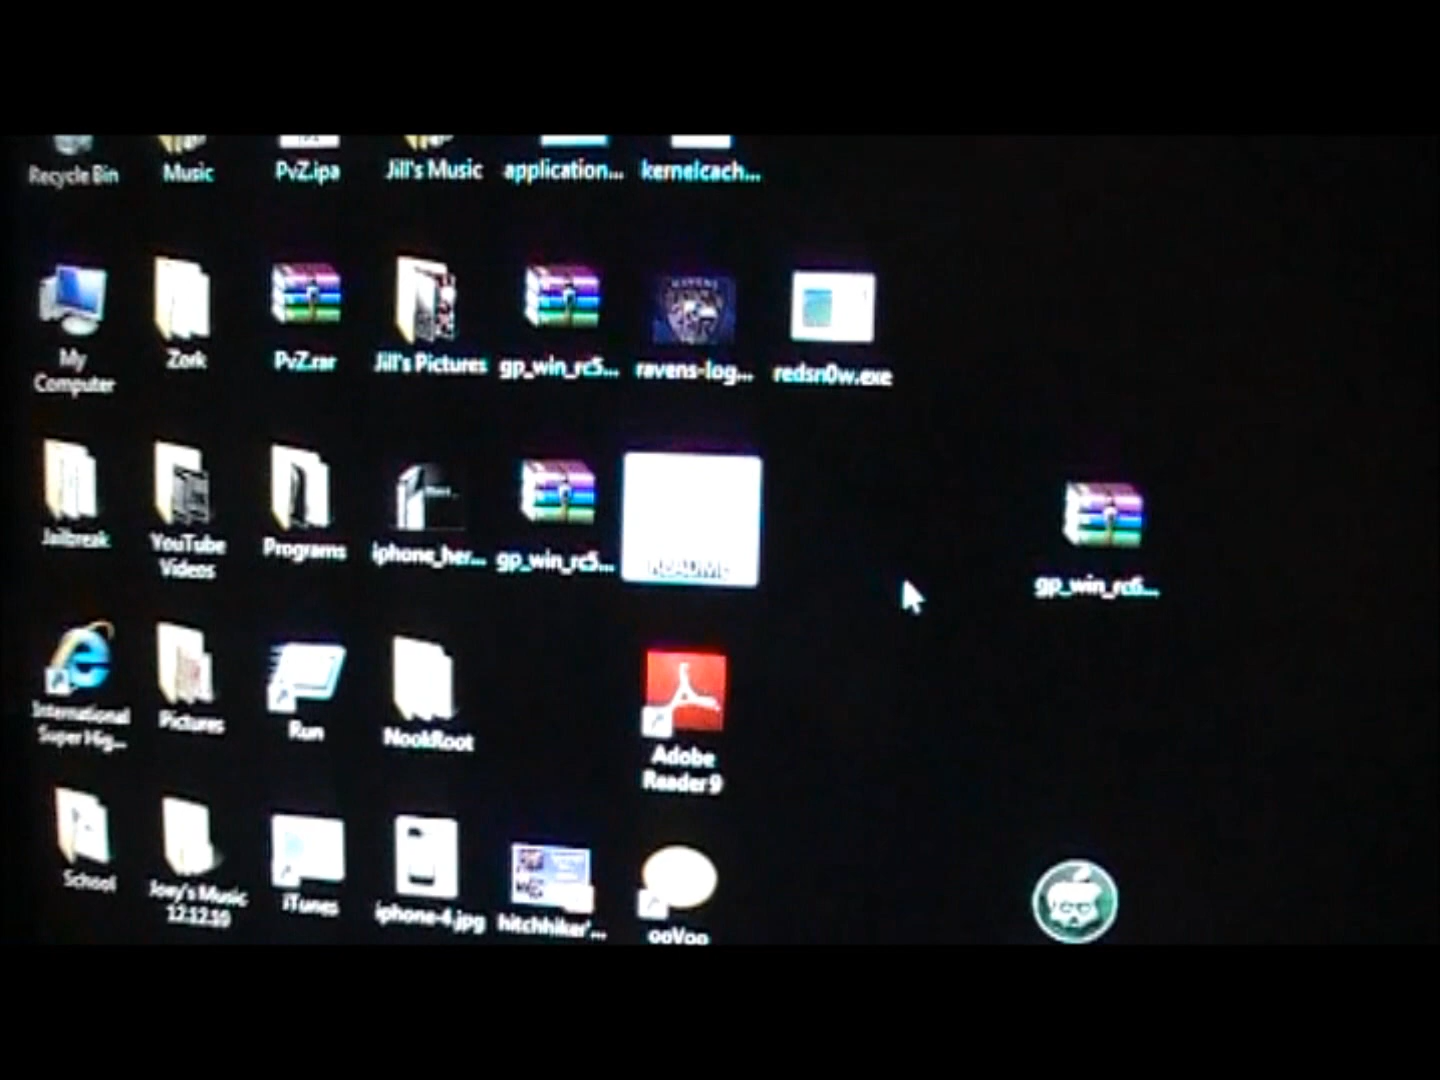 Recycle Bin
Music
PvZ.ipa
Jill's Music
application...
kernelcach...
My
Computer
Zork
PvZ.rar
Jill's Pictures
gp_win_rc5...
RAVENS
ravens-log...
redsn0w.exe
Jailbreak
YouTube
Videos
Programs
iphone_her...
gp_win_rc5...
README
gp_win_rc6...
International
Super Hig...
Pictures
Run
NookRoot
Adobe
Reader 9
School
Joey's Music
12.12.10
iTunes
iphone-4.jpg
hitchhiker'...
ooVoo